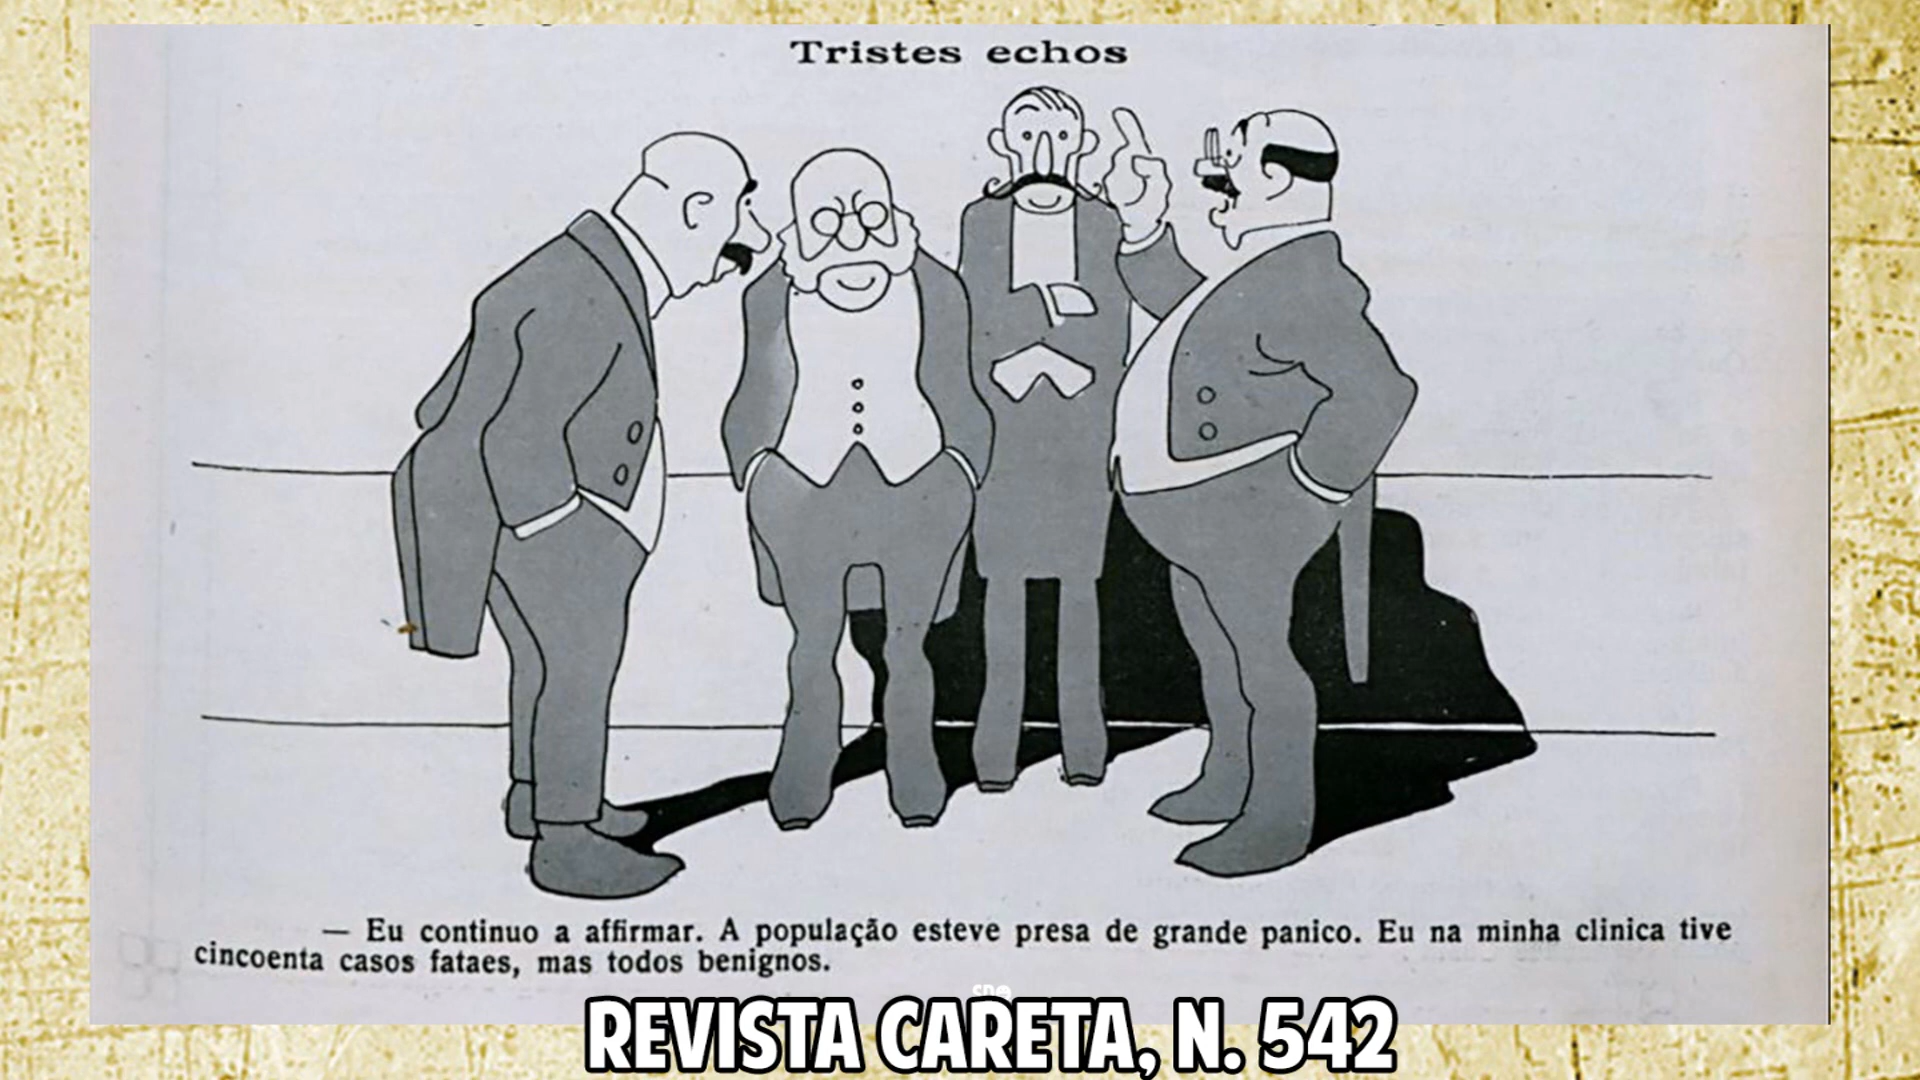 Tristes echos
— Eu continuo a affirmar. A população esteve presa de grande panico. Eu na minha clinica tive
cincoenta casos fataes, mas todos benignos.
REVISTA CARETA, N. 542